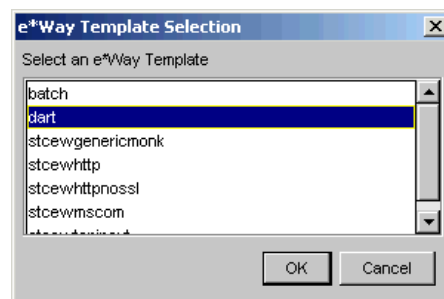 e*Way Template Selection
Select an e*Way Template
batch
dart
stcewgenericmonk
stcewhttp
stcewhttpnossl
stcewmscom
OK
Cancel